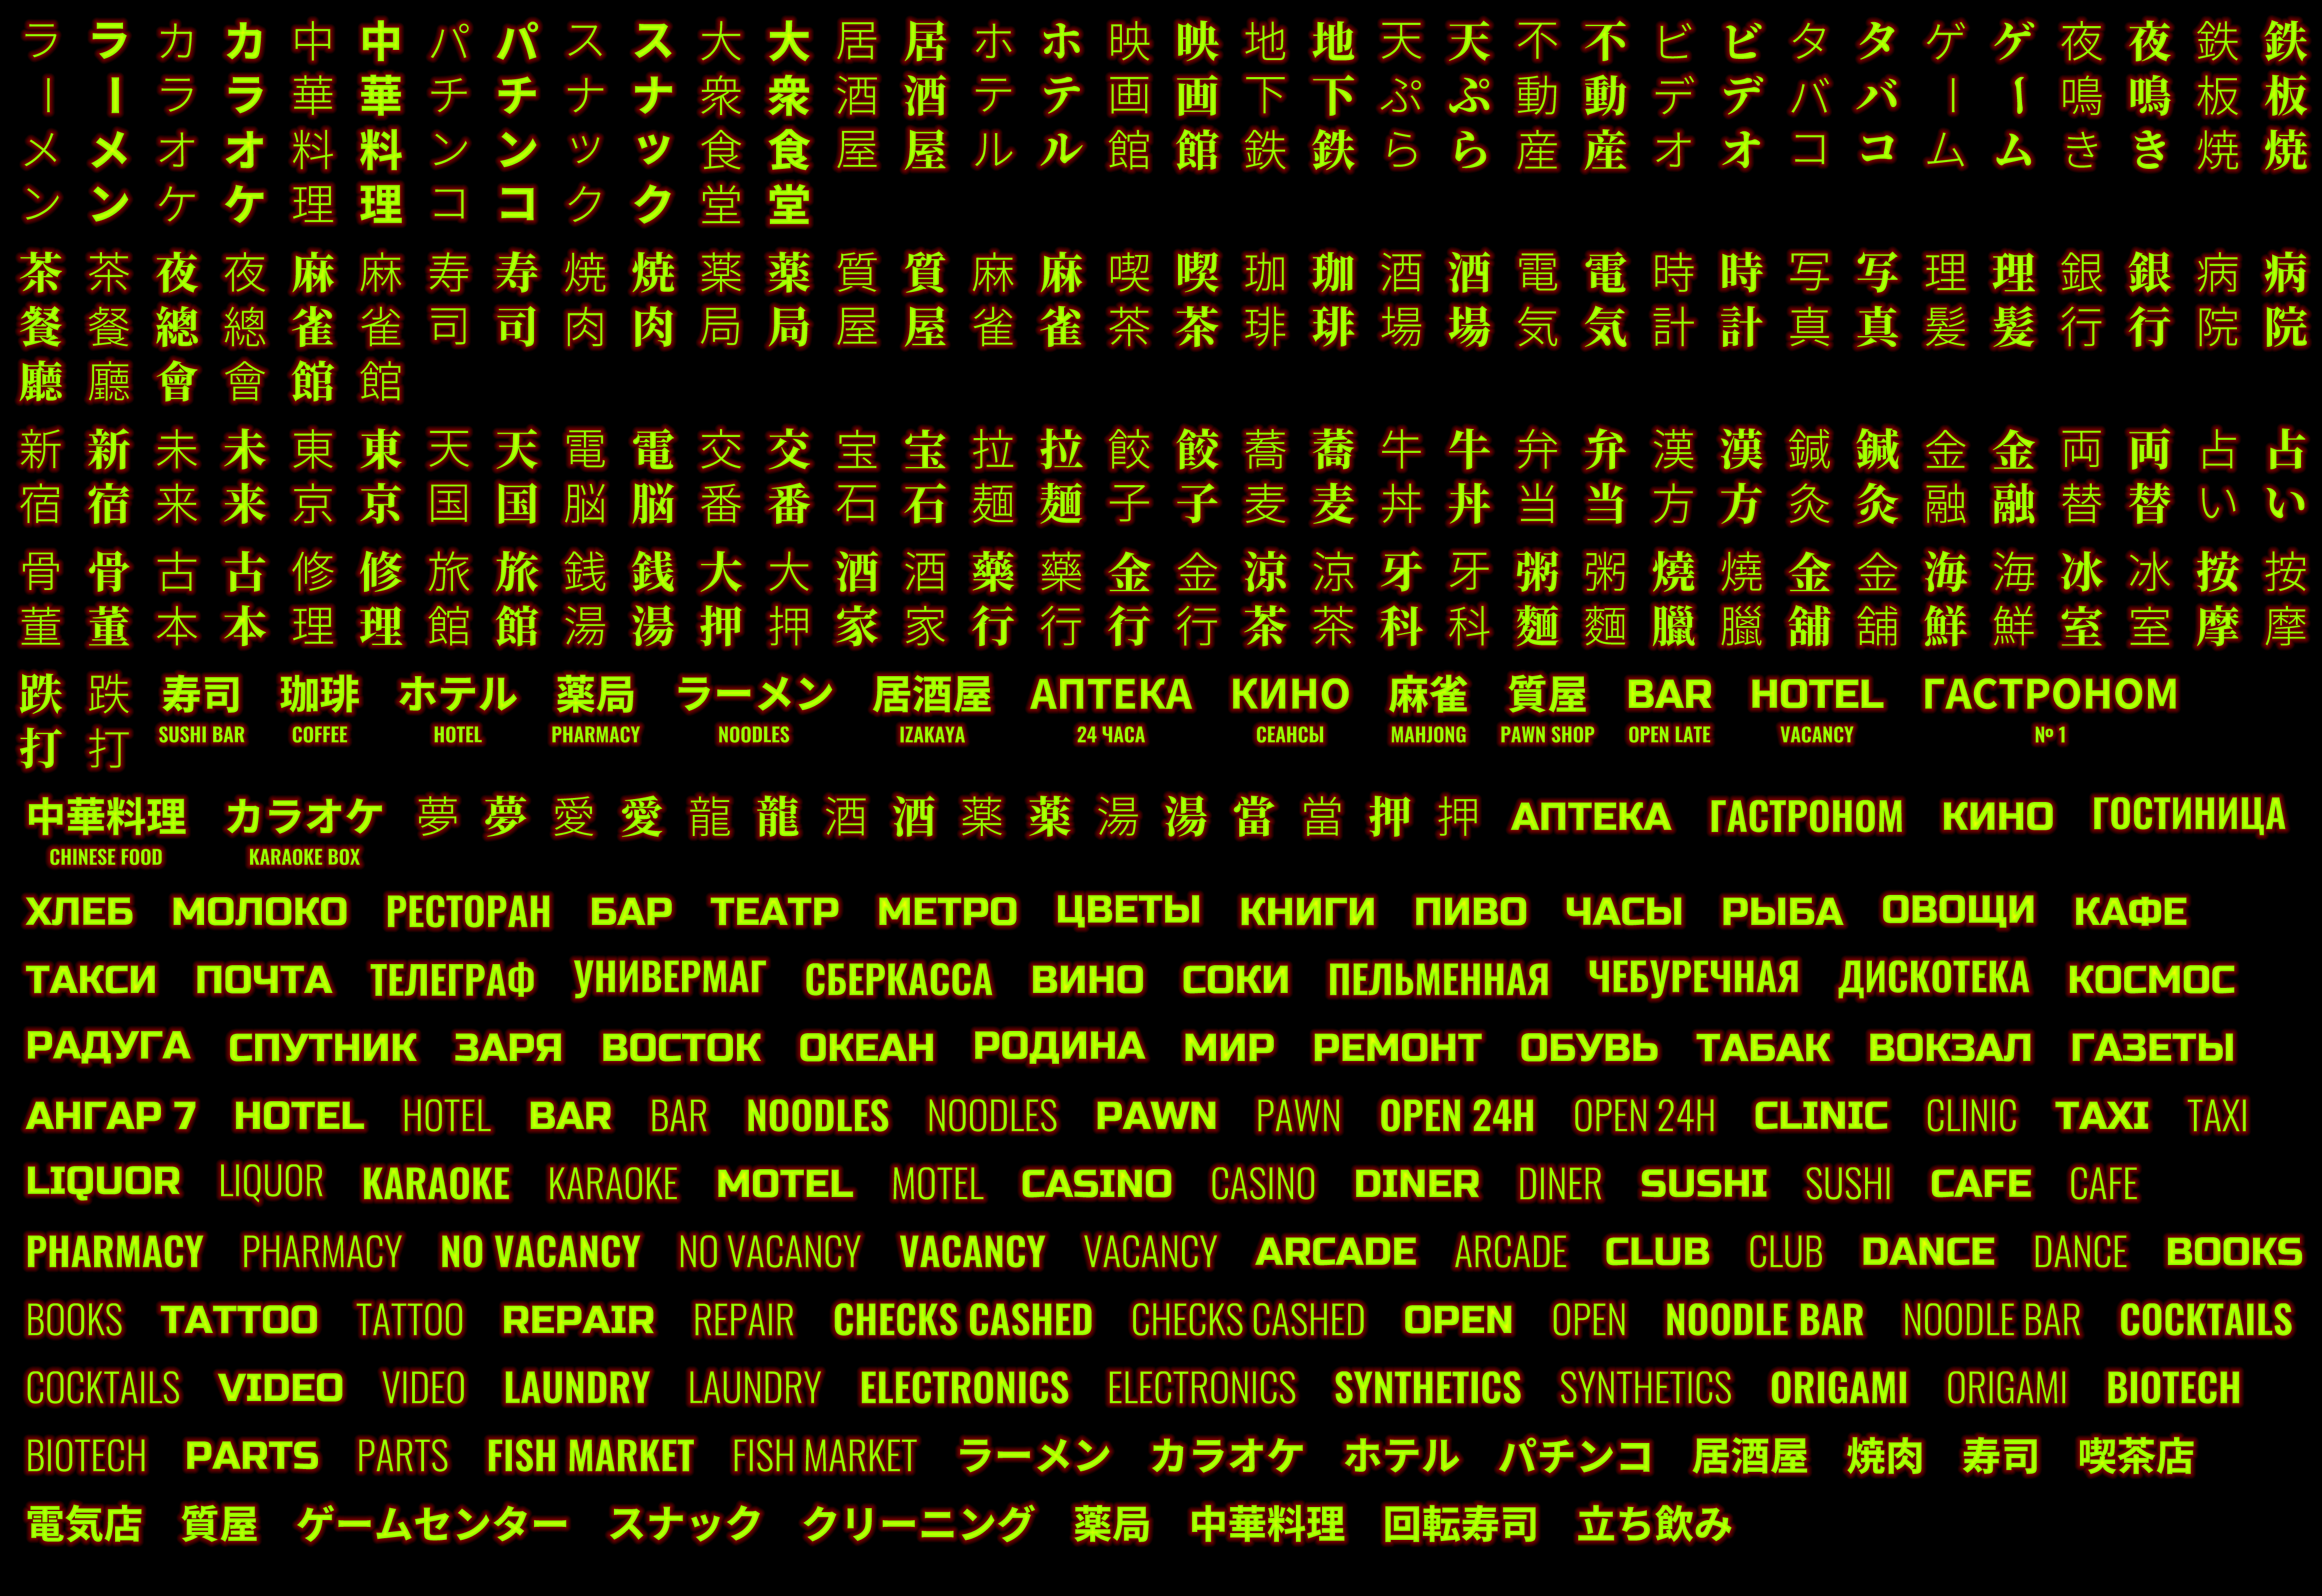 ラーメン
ラーメン
カラオケ
カラオケ
中華料理
中華料理
パチンコ
パチンコ
スナック
スナック
大衆食堂
大衆食堂
居酒屋
居酒屋
ホテル
ホテル
映画館
映画館
地下鉄
地下鉄
天ぷら
天ぷら
不動産
不動産
ビデオ
ビデオ
タバコ
タバコ
ゲーム
ゲーム
夜鳴き
夜鳴き
鉄板焼
鉄板焼
茶餐廳
茶餐廳
夜總會
夜總會
麻雀館
麻雀館
寿司
寿司
焼肉
焼肉
薬局
薬局
質屋
質屋
麻雀
麻雀
喫茶
喫茶
珈琲
珈琲
酒場
酒場
電気
電気
時計
時計
写真
写真
理髪
理髪
銀行
銀行
病院
病院
新宿
新宿
未来
未来
東京
東京
天国
天国
電脳
電脳
交番
交番
宝石
宝石
拉麺
拉麺
餃子
餃子
蕎麦
蕎麦
牛丼
牛丼
弁当
弁当
漢方
漢方
鍼灸
鍼灸
金融
金融
両替
両替
占い
占い
骨董
骨董
古本
古本
修理
修理
旅館
旅館
銭湯
銭湯
大押
大押
酒家
酒家
藥行
藥行
金行
金行
涼茶
涼茶
牙科
牙科
粥麵
粥麵
燒臘
燒臘
金舖
金舖
海鮮
海鮮
冰室
冰室
按摩
按摩
跌打
跌打
寿司 珈琲 ホテル 薬局 ラーメン 居酒屋 АПТЕКА КИНО 麻雀 質屋 BAR HOTEL ГАСТРОНОМ
SUSHI BAR COFFEE HOTEL PHARMACY NOODLES IZAKAYA 24 ЧАСА СЕАНСЫ MAHJONG PAWN SHOP OPEN LATE VACANCY № 1
中華料理 カラオケ 夢 夢 愛 愛 龍 龍 酒 酒 薬 薬 湯 湯 當 當 押 押 АПТЕКА ГАСТРОНОМ КИНО ГОСТИНИЦА
CHINESE FOOD KARAOKE BOX
ХЛЕБ МОЛОКО РЕСТОРАН БАР ТЕАТР МЕТРО ЦВЕТЫ КНИГИ ПИВО ЧАСЫ РЫБА ОВОЩИ КАФЕ
ТАКСИ ПОЧТА ТЕЛЕГРАФ УНИВЕРМАГ СБЕРКАССА ВИНО СОКИ ПЕЛЬМЕННАЯ ЧЕБУРЕЧНАЯ ДИСКОТЕКА КОСМОС
РАДУГА СПУТНИК ЗАРЯ ВОСТОК ОКЕАН РОДИНА МИР РЕМОНТ ОБУВЬ ТАБАК ВОКЗАЛ ГАЗЕТЫ
АНГАР 7 HOTEL HOTEL BAR BAR NOODLES NOODLES PAWN PAWN OPEN 24H OPEN 24H CLINIC CLINIC TAXI TAXI
LIQUOR LIQUOR KARAOKE KARAOKE MOTEL MOTEL CASINO CASINO DINER DINER SUSHI SUSHI CAFE CAFE
PHARMACY PHARMACY NO VACANCY NO VACANCY VACANCY VACANCY ARCADE ARCADE CLUB CLUB DANCE DANCE BOOKS
BOOKS TATTOO TATTOO REPAIR REPAIR CHECKS CASHED CHECKS CASHED OPEN OPEN NOODLE BAR NOODLE BAR COCKTAILS
COCKTAILS VIDEO VIDEO LAUNDRY LAUNDRY ELECTRONICS ELECTRONICS SYNTHETICS SYNTHETICS ORIGAMI ORIGAMI BIOTECH
BIOTECH PARTS PARTS FISH MARKET FISH MARKET ラーメン カラオケ ホテル パチンコ 居酒屋 焼肉 寿司 喫茶店
電気店 質屋 ゲームセンター スナック クリーニング 薬局 中華料理 回転寿司 立ち飲み